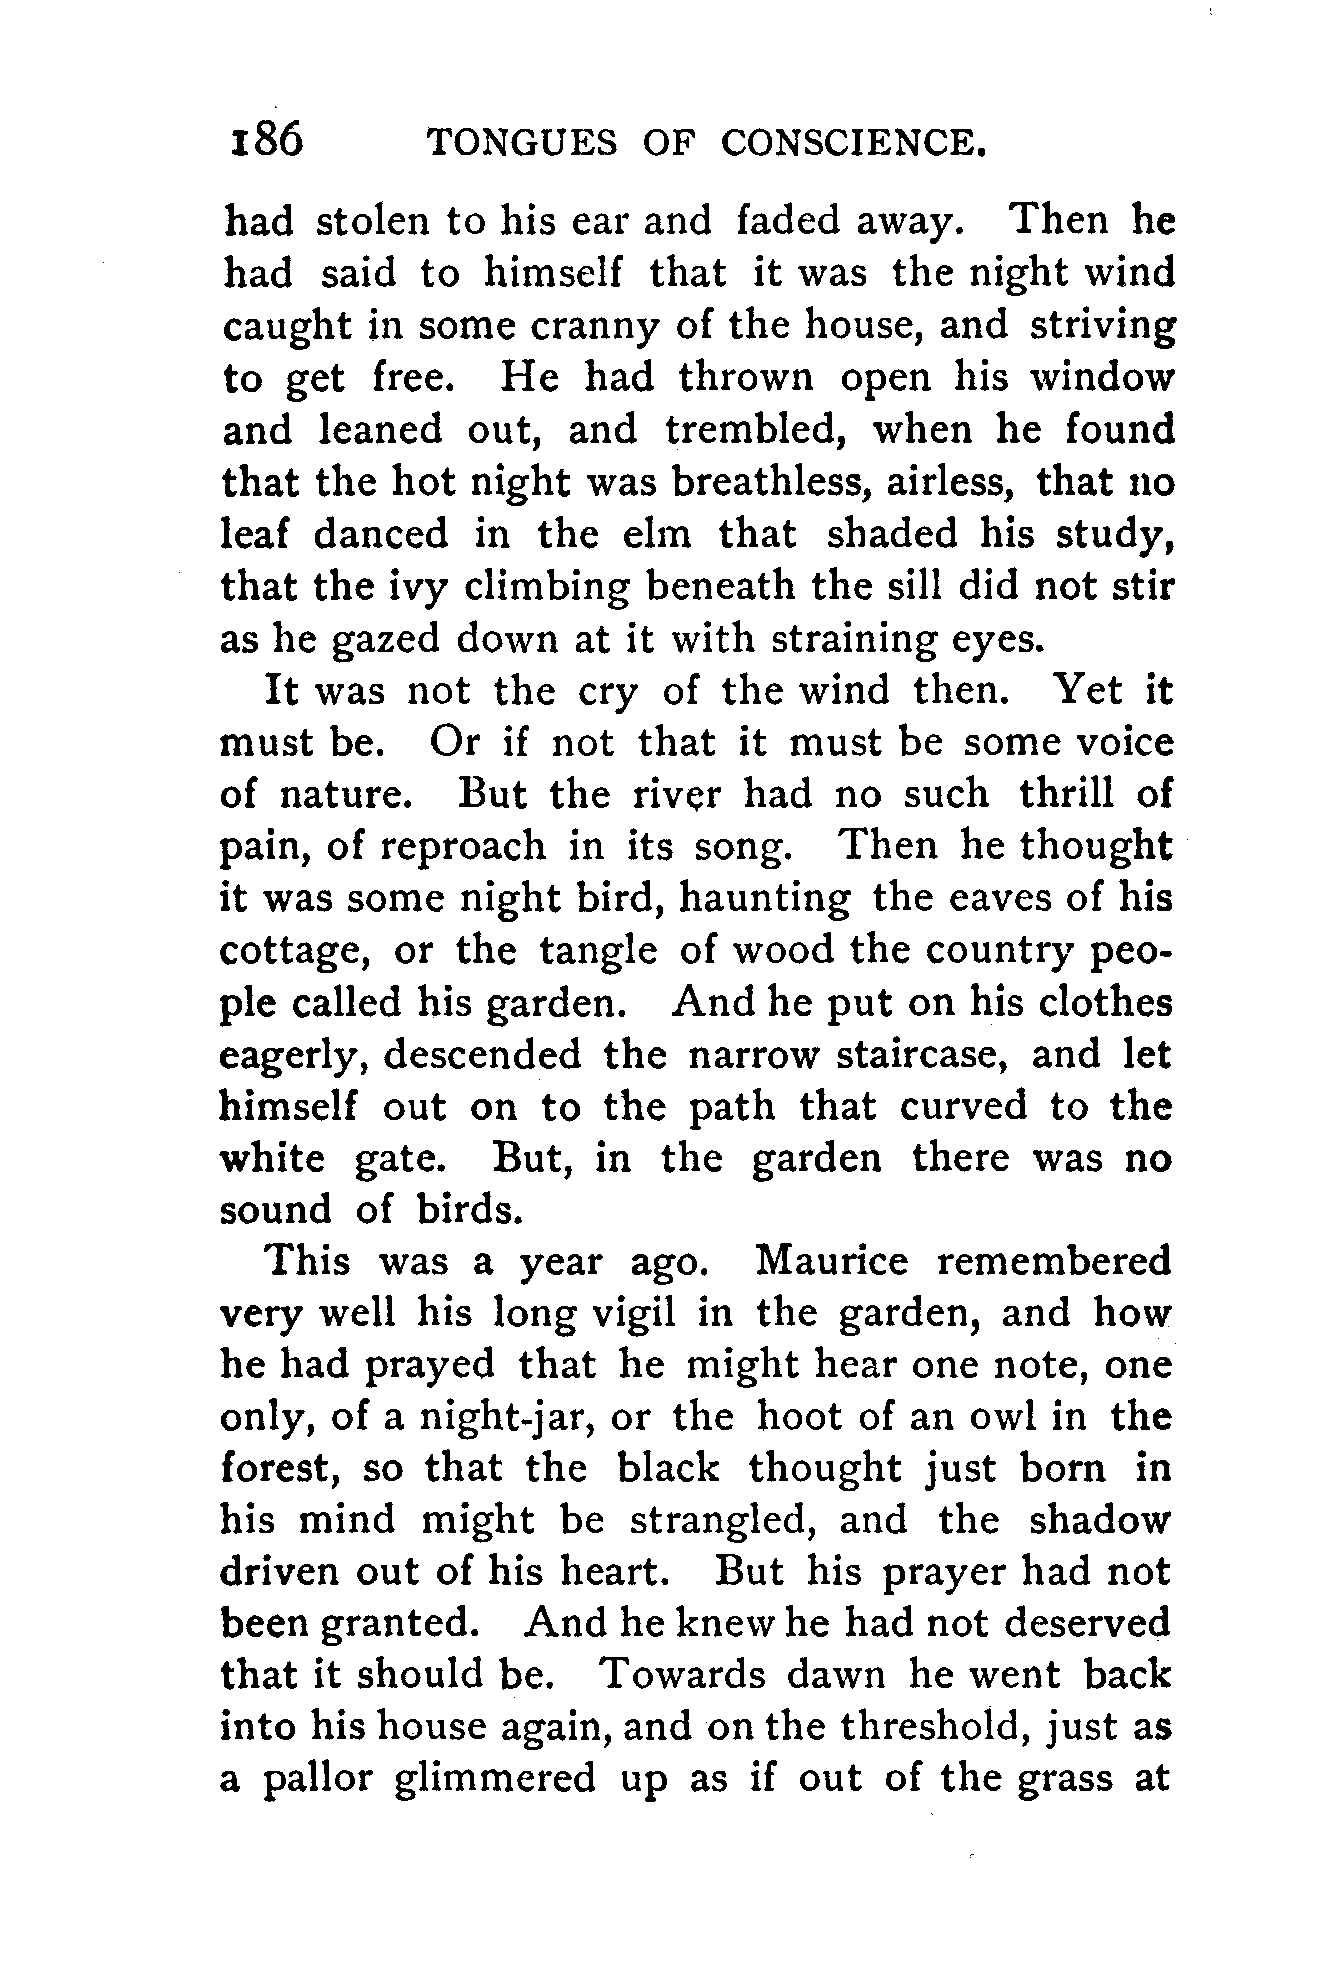 186 TONGUES OF CONSCIENCE.
had stolen to his ear and faded away. Then he
had said to himself that it was the night wind
caught in some cranny of the house, and striving
to get free. He had thrown open his window
and leaned out, and trembled, when he found
that the hot night was breathless, airless, that no
leaf danced in the elm that shaded his study,
that the ivy climbing beneath the sill did not stir
as he gazed down at it with straining eyes.
It was not the cry of the wind then. Yet it
must be. Or if not that it must be some voice
of nature. But the river had no such thrill of
pain, of reproach in its song. Then he thought
it was some night bird, haunting the eaves of his
cottage, or the tangle of wood the country peo-
ple called his garden. And he put on his clothes
eagerly, descended the narrow staircase, and let
himself out on to the path that curved to the
white gate. But, in the garden there was no
sound of birds.
This was a year ago. Maurice remembered
very well his long vigil in the garden, and how
he had prayed that he might hear one note, one
only, of a night-jar, or the hoot of an owl in the
forest, so that the black thought just born in
his mind might be strangled, and the shadow
driven out of his heart. But his prayer had not
been granted. And he knew he had not deserved
that it should be. Towards dawn he went back
into his house again, and on the threshold, just as
a pallor glimmered up as if out of the grass at